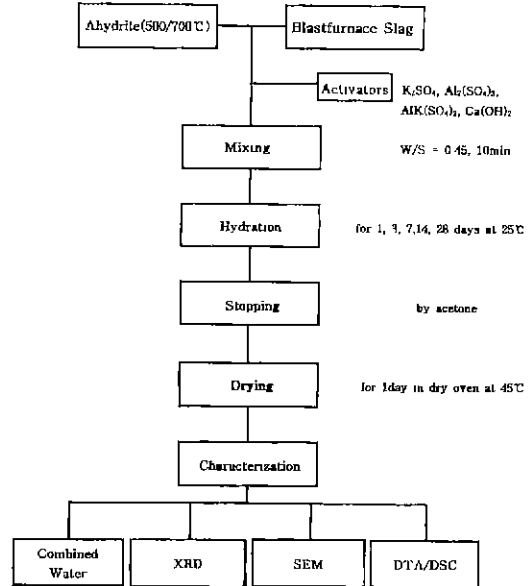 Ahydrite(500/700℃)
Blastfurnace Slag
Activators
K₂SO₄, Al₂(SO₄)₃,
AlK(SO₄)₂, Ca(OH)₂
Mixing
W/S = 0.45, 10min
Hydration
for 1, 3, 7,14, 28 days at 25℃
Stopping
by acetone
Drying
for 1day in dry oven at 45℃
Characterization
Combined
Water
XRD
SEM
DTA/DSC